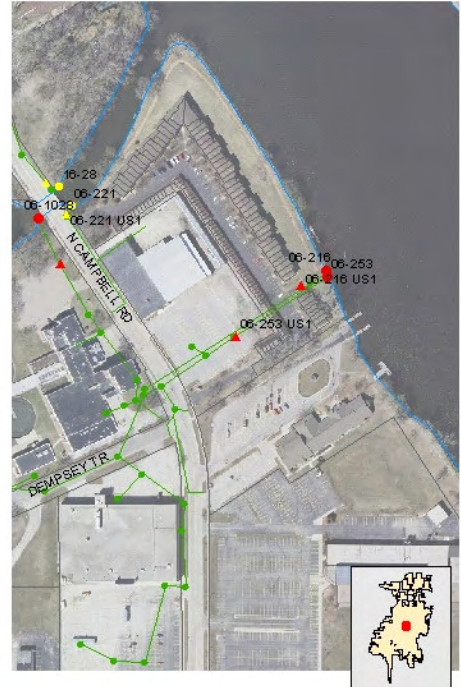 16-28
06-221
06-1028
06-221 US1
N CAMPBELL RD
06-216
06-253
06-216 US1
06-253 US1
DEMPSEY TR